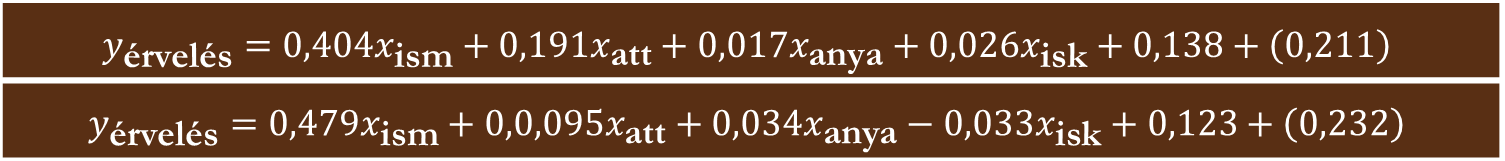 yérvelés = 0,404xism + 0,191xatt + 0,017xanya + 0,026xisk + 0,138 + (0,211)
yérvelés = 0,479xism + 0,0,095xatt + 0,034xanya − 0,033xisk + 0,123 + (0,232)